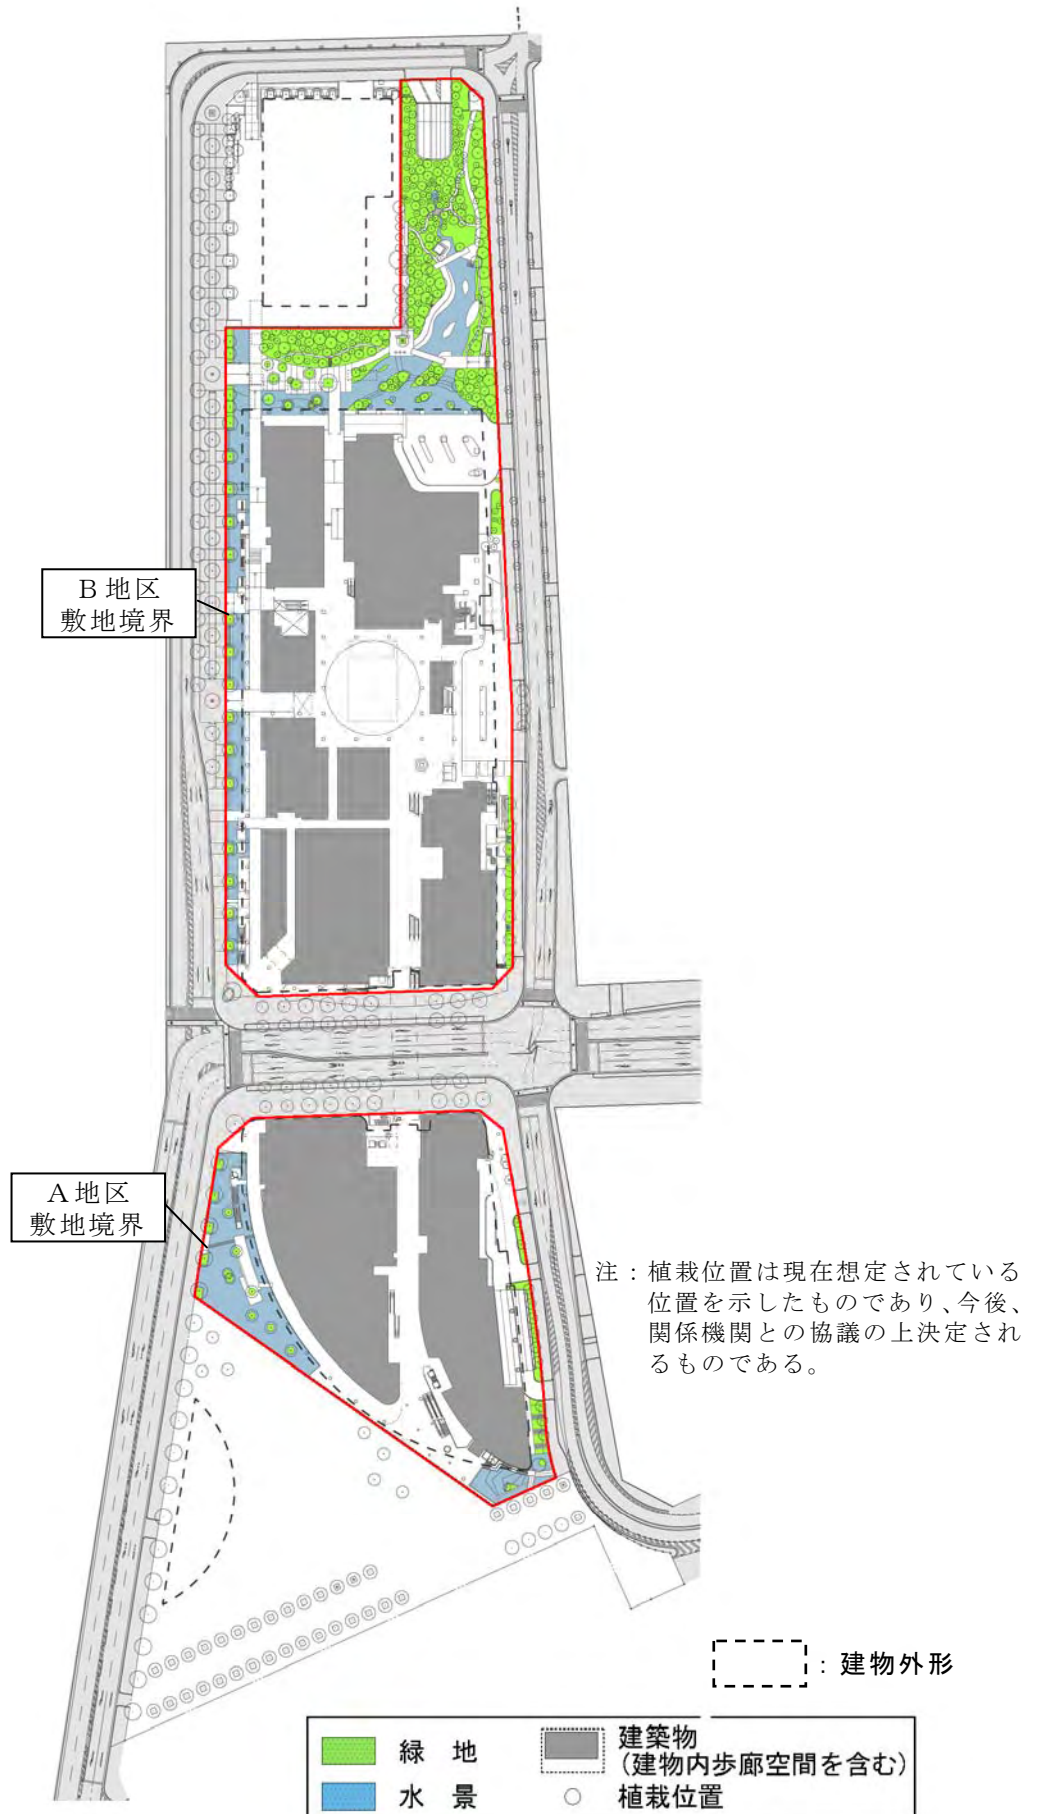 B地区
敷地境界
A地区
敷地境界
注：植栽位置は現在想定されている
位置を示したものであり、今後、
関係機関との協議の上決定され
るものである。
：建物外形
緑 地
建築物
(建物内歩廊空間を含む)
水 景
植栽位置